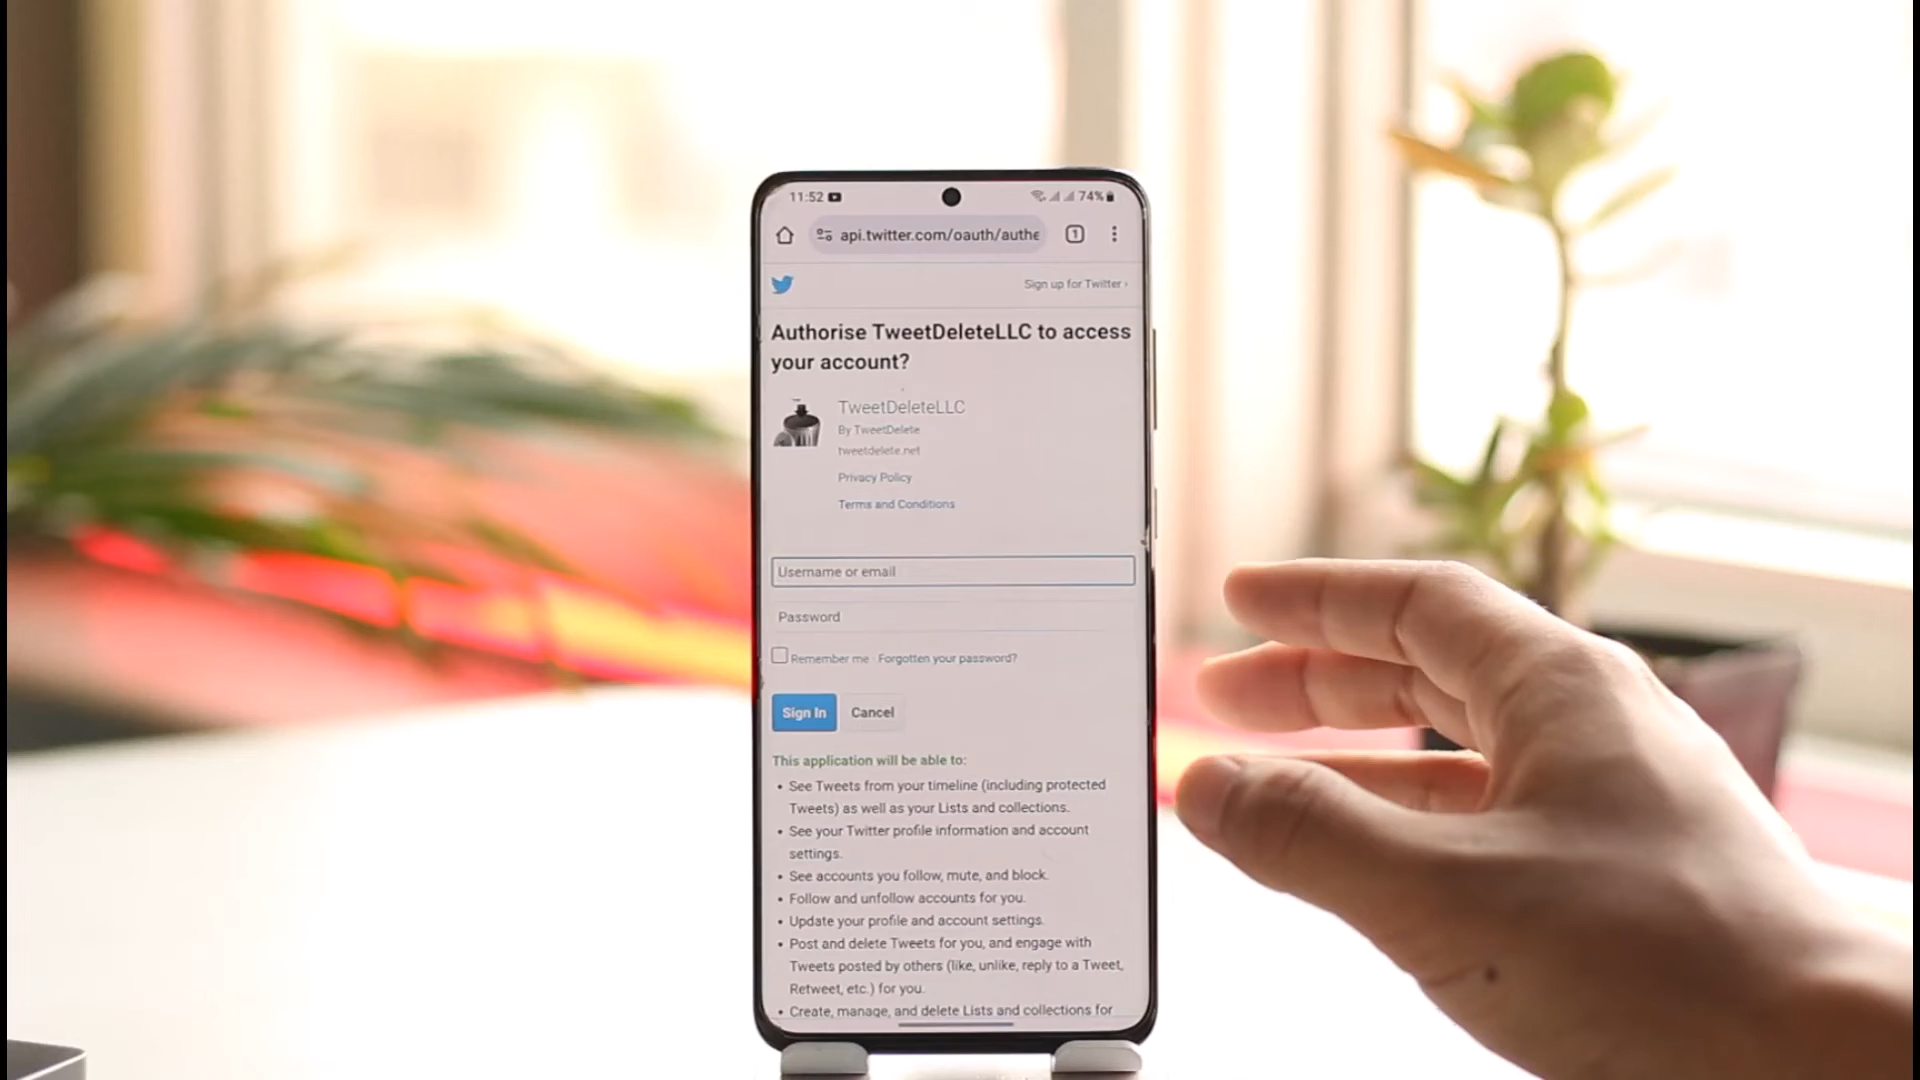 11:52
74%
api.twitter.com/oauth/authe
1
Sign up for Twitter ›
Authorise TweetDeleteLLC to access
your account?
TweetDeleteLLC
By TweetDelete
tweetdelete.net
Privacy Policy
Terms and Conditions
Username or email
Password
Remember me · Forgotten your password?
Sign In
Cancel
This application will be able to:
• See Tweets from your timeline (including protected
Tweets) as well as your Lists and collections.
• See your Twitter profile information and account
settings.
• See accounts you follow, mute, and block.
• Follow and unfollow accounts for you.
• Update your profile and account settings.
• Post and delete Tweets for you, and engage with
Tweets posted by others (like, unlike, reply to a Tweet,
Retweet, etc.) for you.
• Create, manage, and delete Lists and collections for